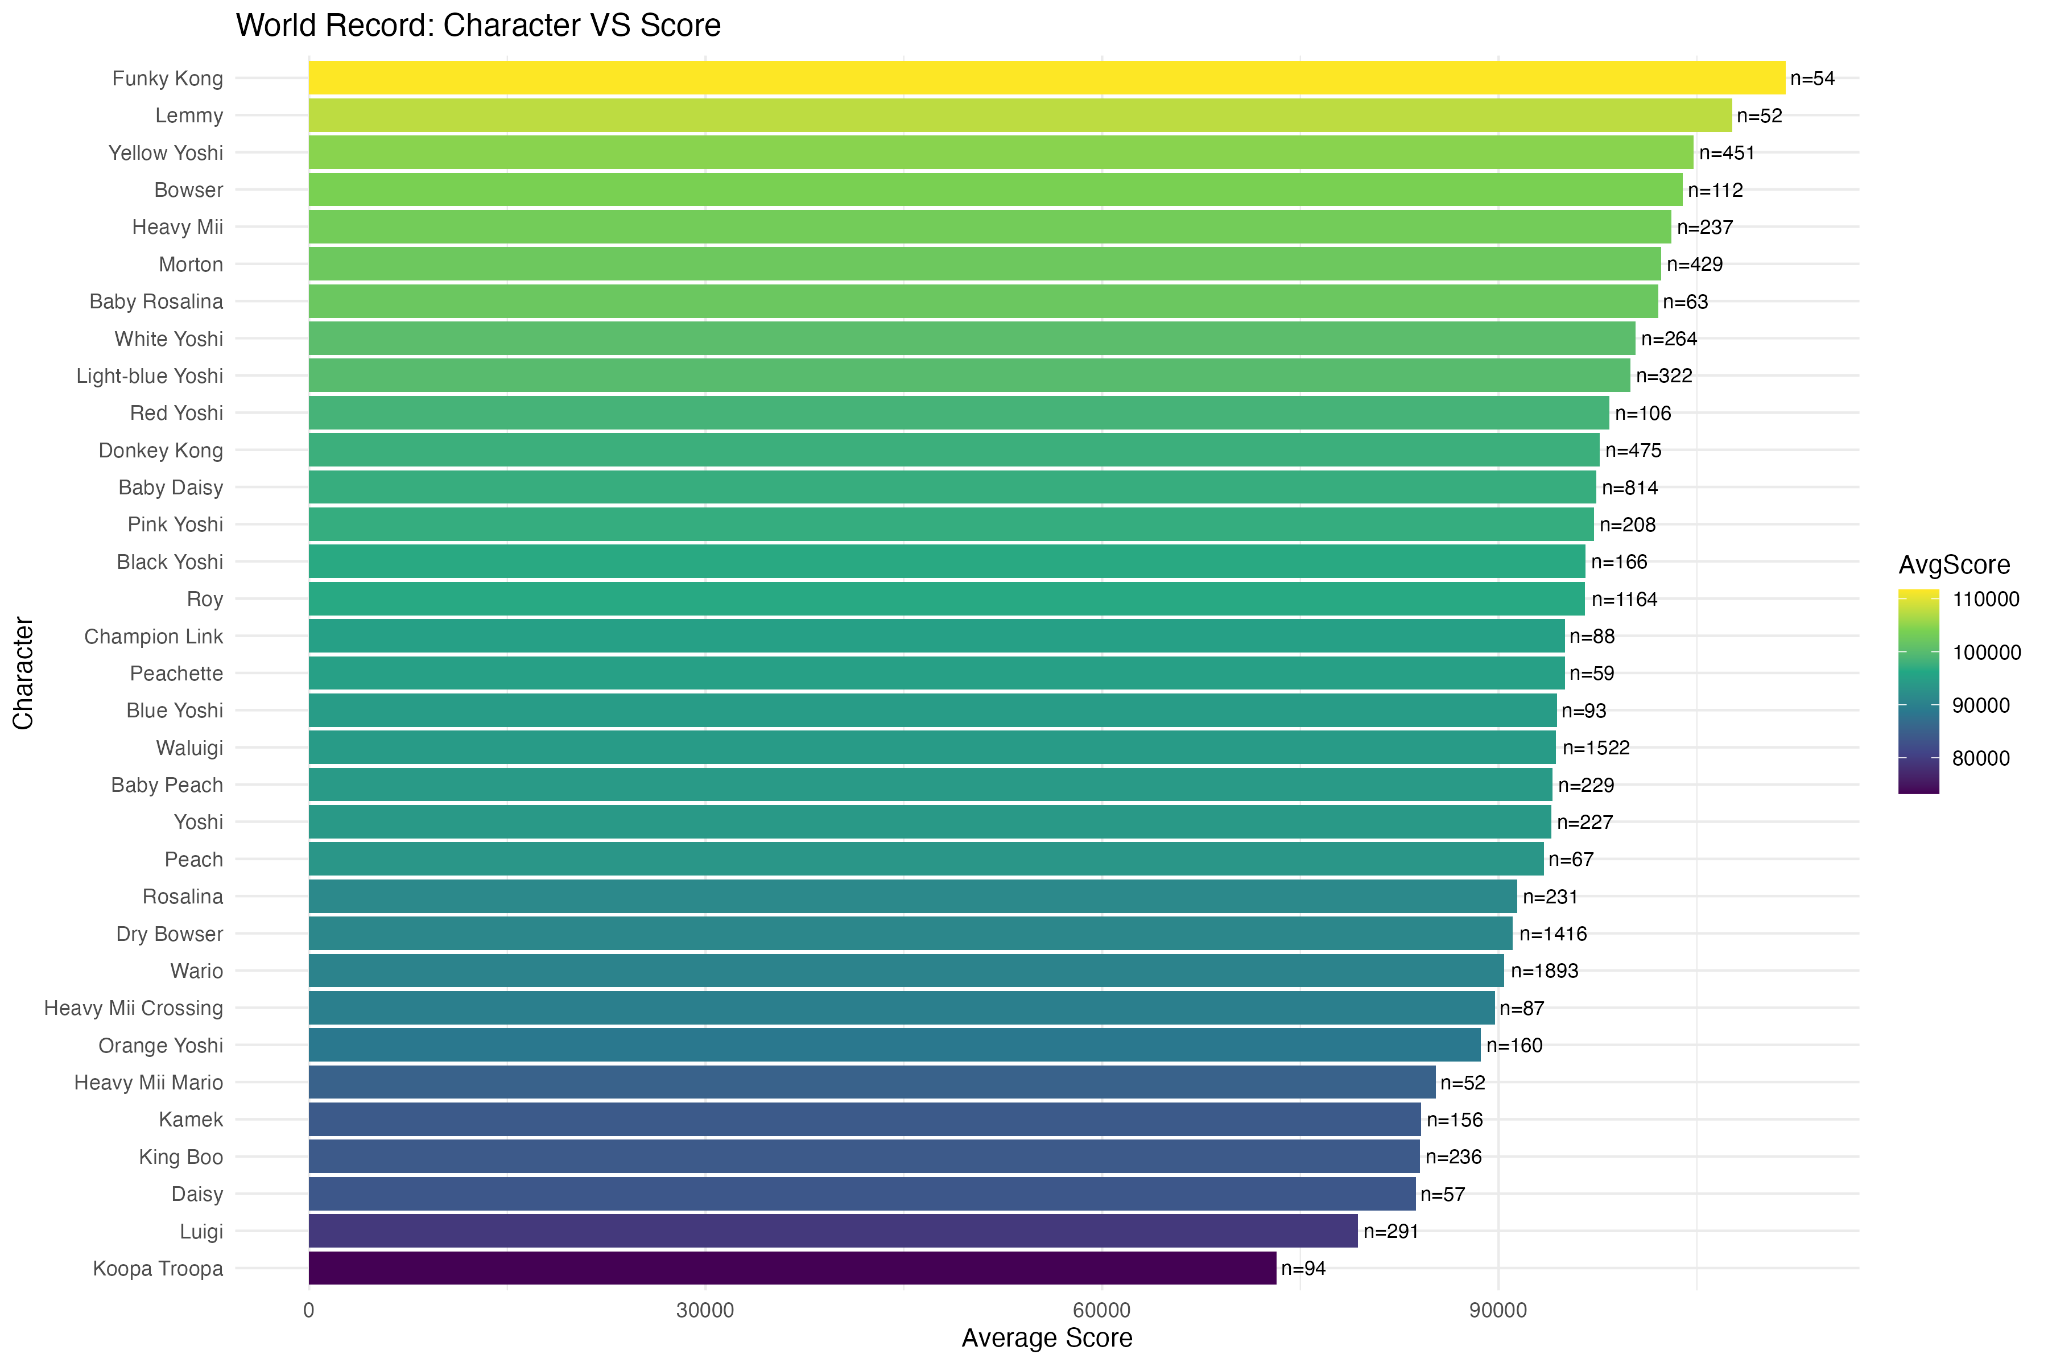 World Record: Character VS Score
Character
Funky Kong n=54
Lemmy n=52
Yellow Yoshi n=451
Bowser n=112
Heavy Mii n=237
Morton n=429
Baby Rosalina n=63
White Yoshi n=264
Light-blue Yoshi n=322
Red Yoshi n=106
Donkey Kong n=475
Baby Daisy n=814
Pink Yoshi n=208
Black Yoshi n=166
Roy n=1164
Champion Link n=88
Peachette n=59
Blue Yoshi n=93
Waluigi n=1522
Baby Peach n=229
Yoshi n=227
Peach n=67
Rosalina n=231
Dry Bowser n=1416
Wario n=1893
Heavy Mii Crossing n=87
Orange Yoshi n=160
Heavy Mii Mario n=52
Kamek n=156
King Boo n=236
Daisy n=57
Luigi n=291
Koopa Troopa n=94
0 30000 60000 90000
Average Score
AvgScore
110000
100000
90000
80000